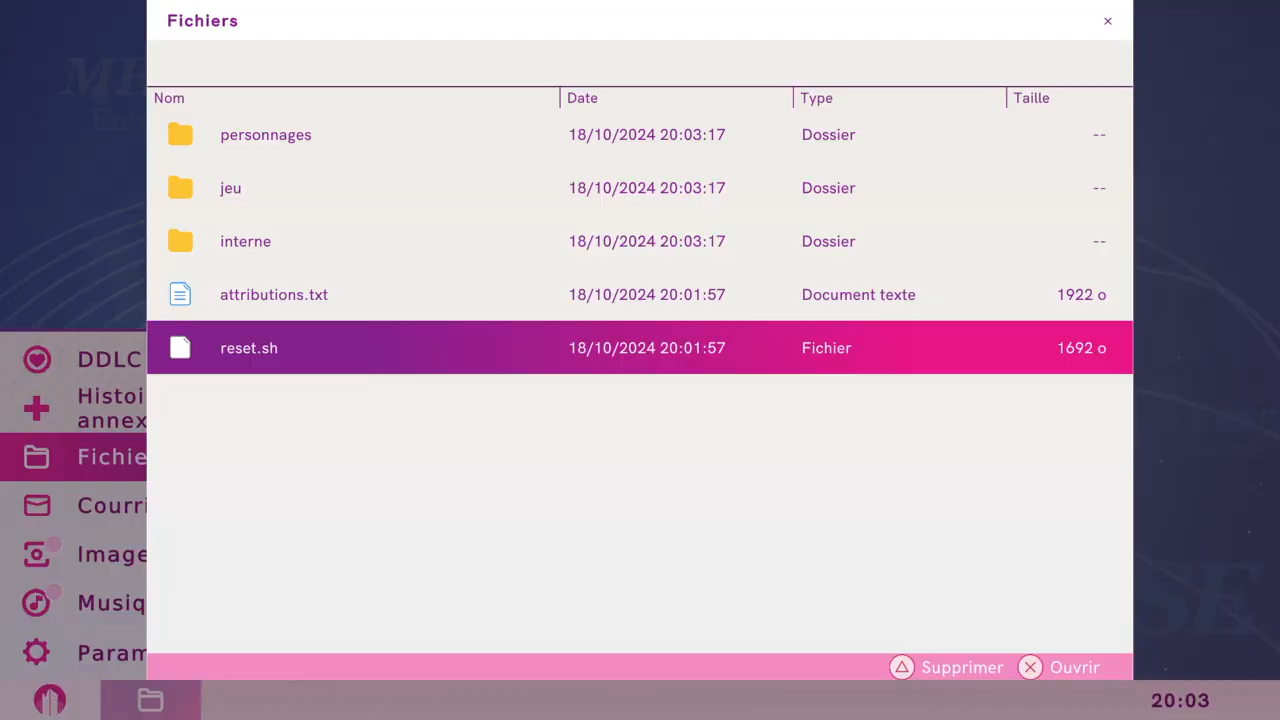 Fichiers
×
Nom Date Type Taille
personnages 18/10/2024 20:03:17 Dossier --
jeu 18/10/2024 20:03:17 Dossier --
interne 18/10/2024 20:03:17 Dossier --
attributions.txt 18/10/2024 20:01:57 Document texte 1922 o
reset.sh 18/10/2024 20:01:57 Fichier 1692 o
DDLC
Histoi
annex
Fichie
Courri
Image
Musiq
Param
Supprimer Ouvrir
20:03